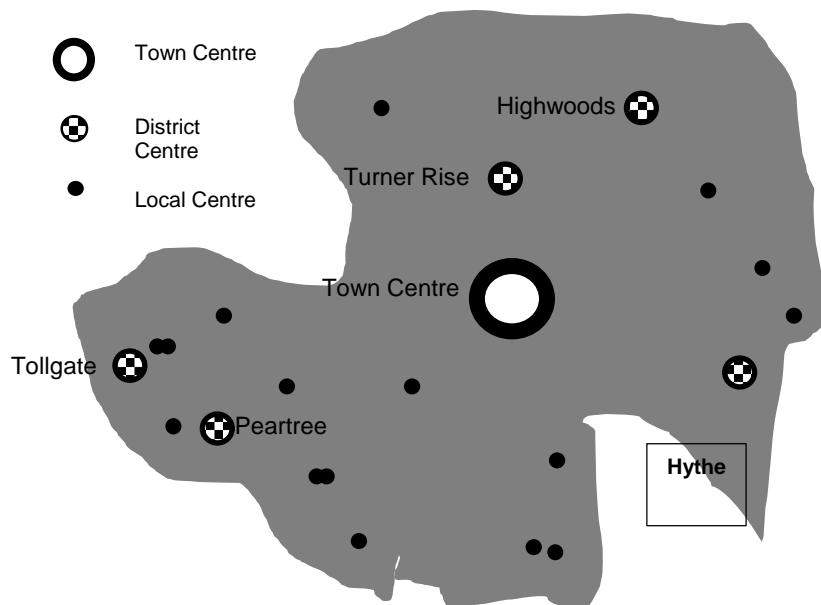 Town Centre
District
Centre
Local Centre
Highwoods
Turner Rise
Town Centre
Tollgate
Peartree
Hythe